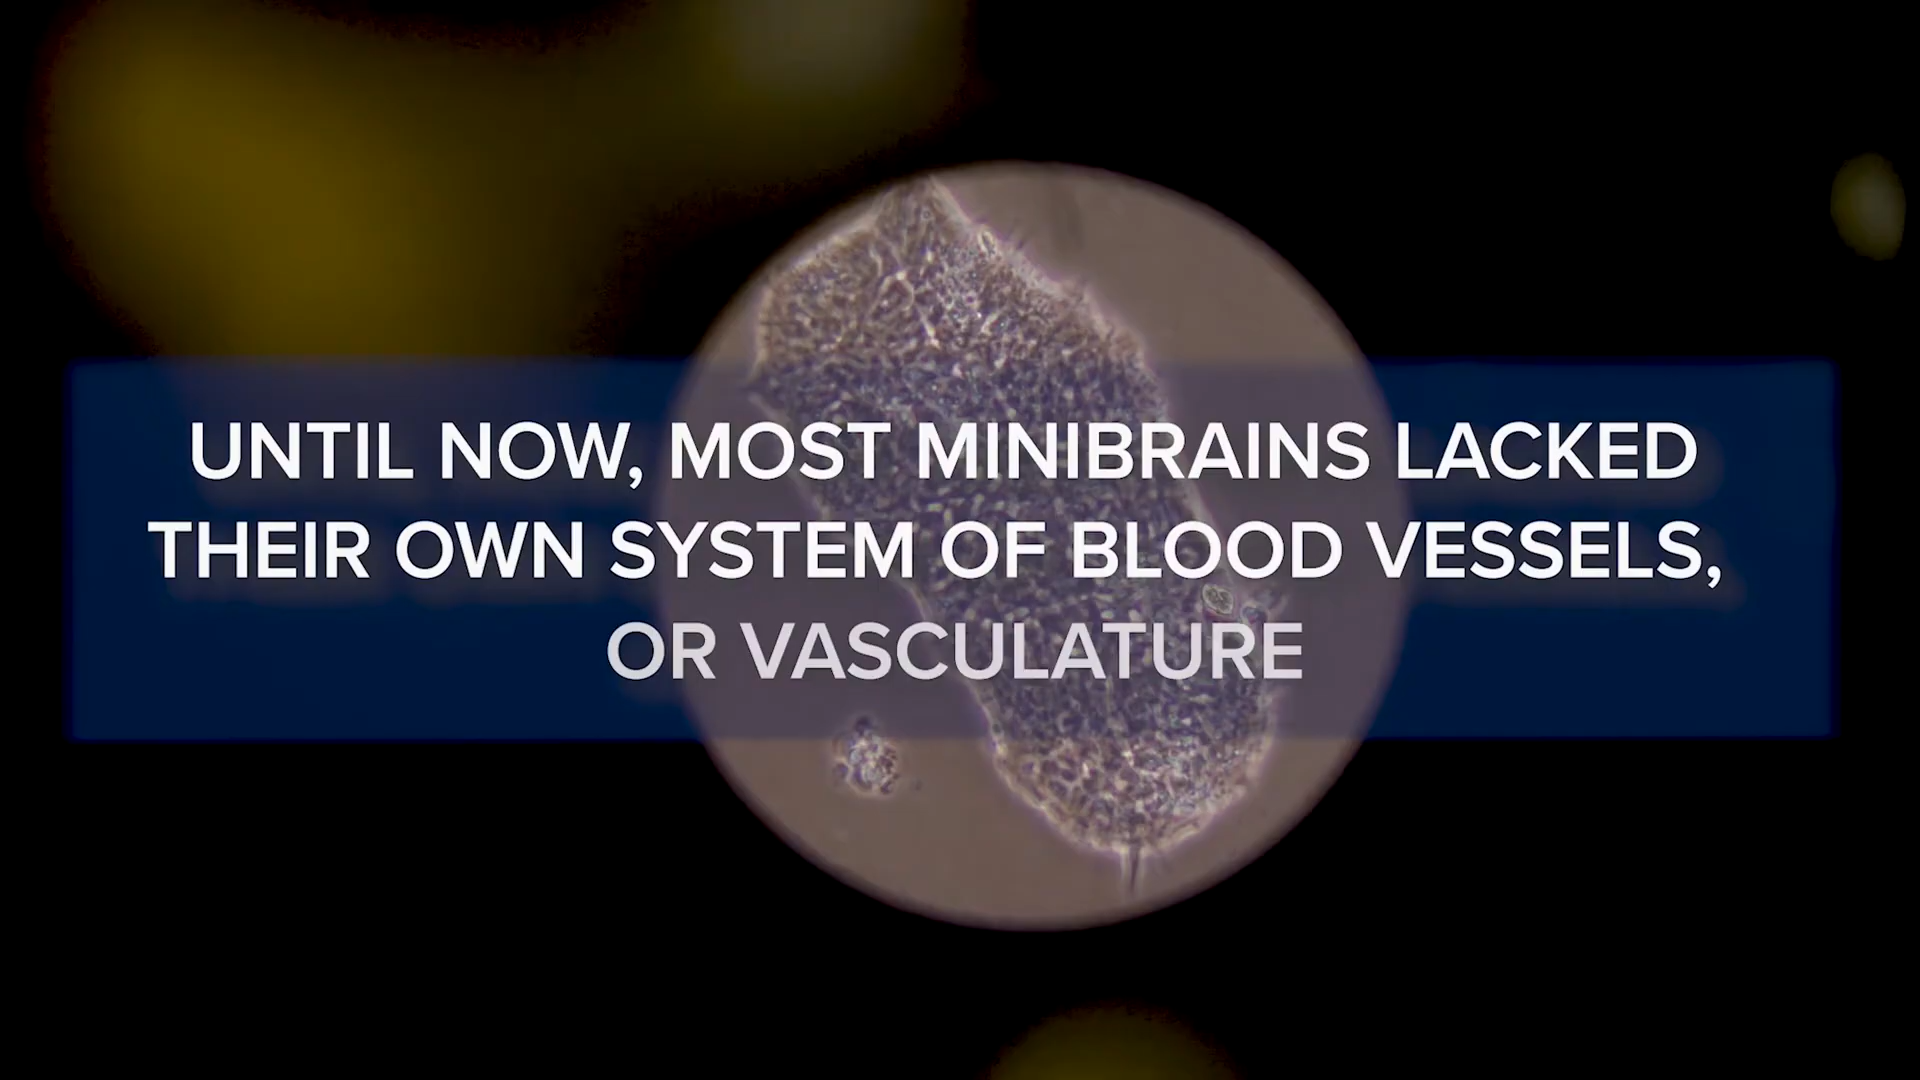 UNTIL NOW, MOST MINIBRAINS LACKED
THEIR OWN SYSTEM OF BLOOD VESSELS,
OR VASCULATURE